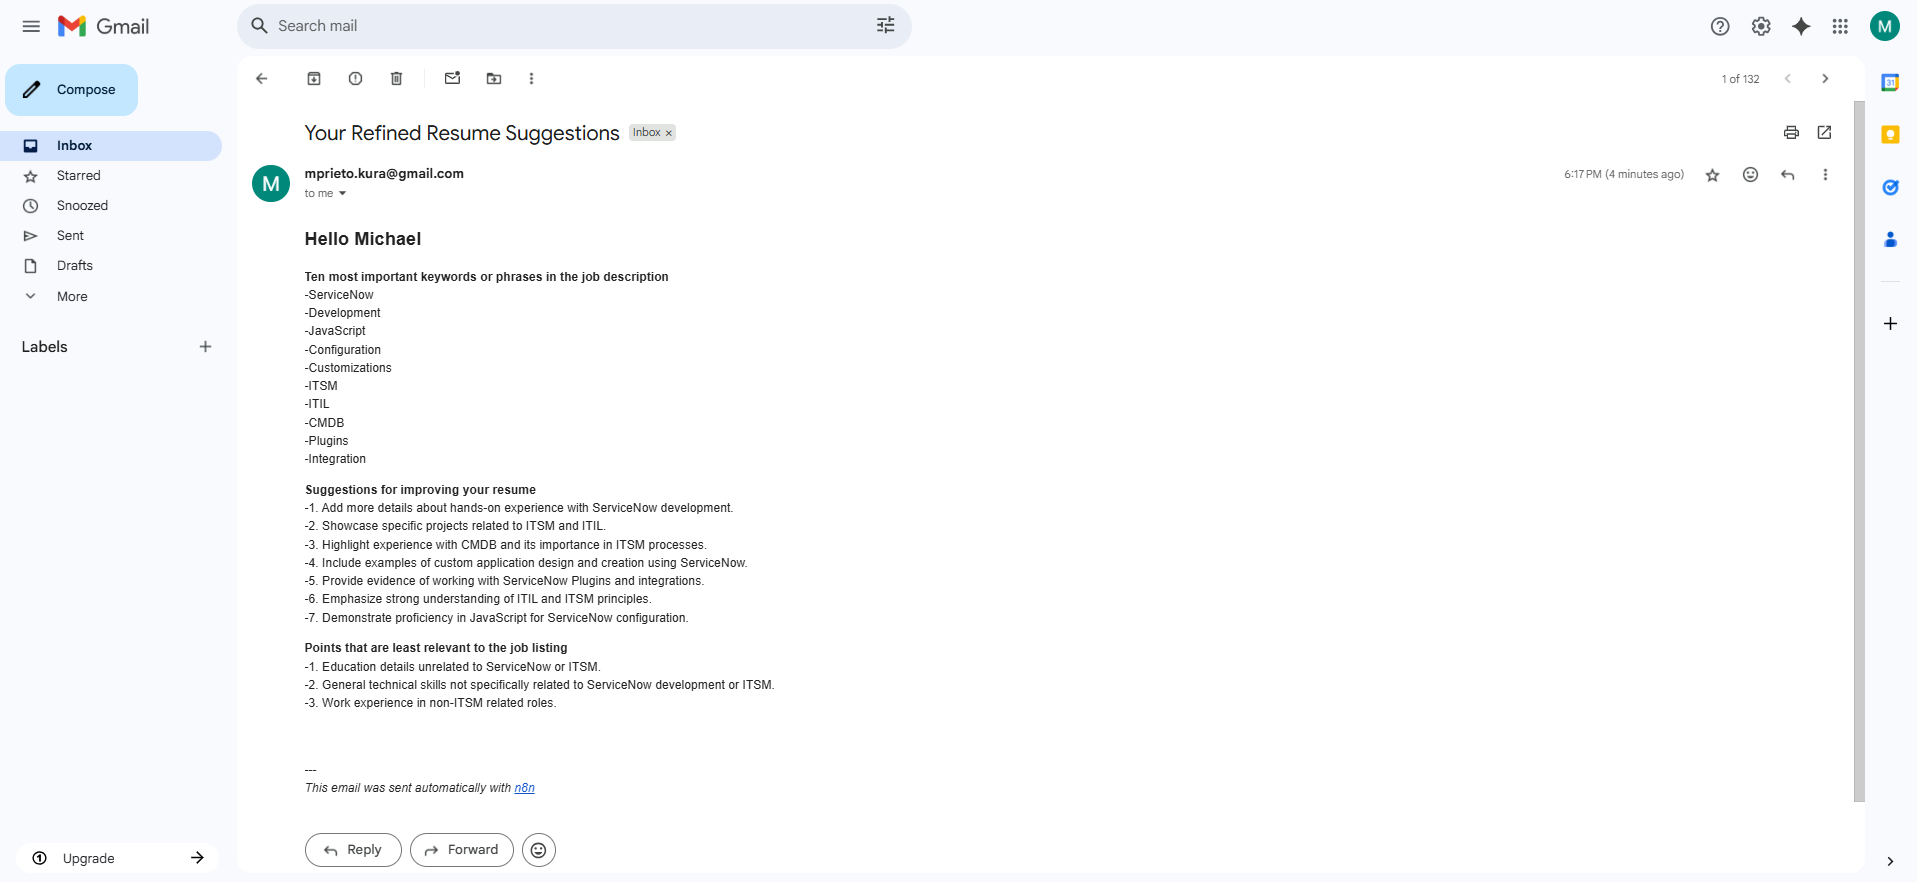 Gmail
Search mail
M
Compose
1 of 132
Inbox
Starred
Snoozed
Sent
Drafts
More
Labels
Your Refined Resume Suggestions Inbox ×
M
mprieto.kura@gmail.com
to me
6:17 PM (4 minutes ago)
Hello Michael
Ten most important keywords or phrases in the job description
-ServiceNow
-Development
-JavaScript
-Configuration
-Customizations
-ITSM
-ITIL
-CMDB
-Plugins
-Integration
Suggestions for improving your resume
-1. Add more details about hands-on experience with ServiceNow development.
-2. Showcase specific projects related to ITSM and ITIL.
-3. Highlight experience with CMDB and its importance in ITSM processes.
-4. Include examples of custom application design and creation using ServiceNow.
-5. Provide evidence of working with ServiceNow Plugins and integrations.
-6. Emphasize strong understanding of ITIL and ITSM principles.
-7. Demonstrate proficiency in JavaScript for ServiceNow configuration.
Points that are least relevant to the job listing
-1. Education details unrelated to ServiceNow or ITSM.
-2. General technical skills not specifically related to ServiceNow development or ITSM.
-3. Work experience in non-ITSM related roles.
---
This email was sent automatically with n8n
Reply
Forward
Upgrade
31